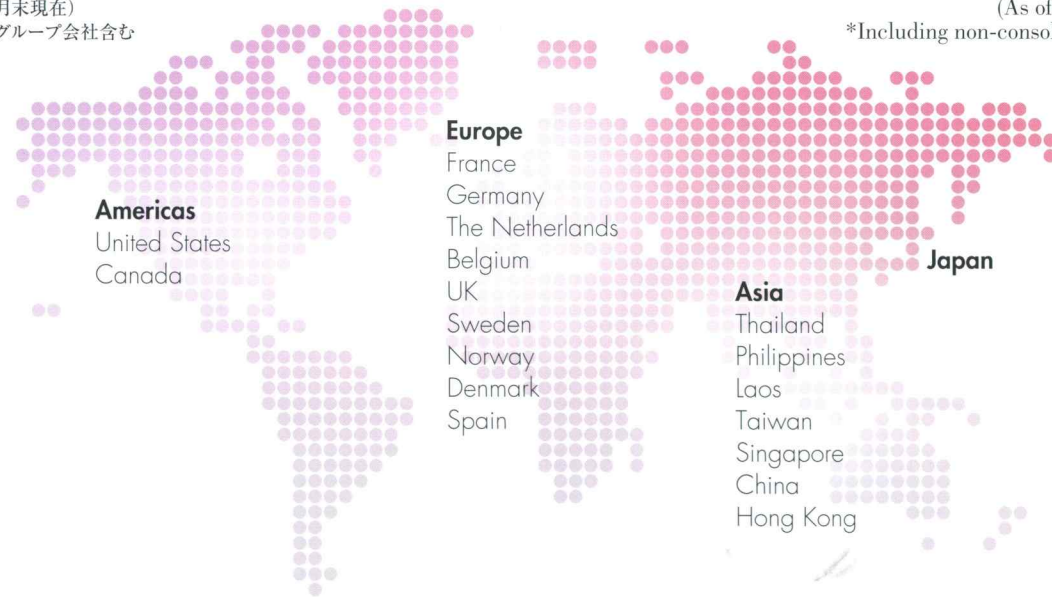 月末現在)
グループ会社含む
(As of
*Including non-consol
Americas
United States
Canada
Europe
France
Germany
The Netherlands
Belgium
UK
Sweden
Norway
Denmark
Spain
Japan
Asia
Thailand
Philippines
Laos
Taiwan
Singapore
China
Hong Kong